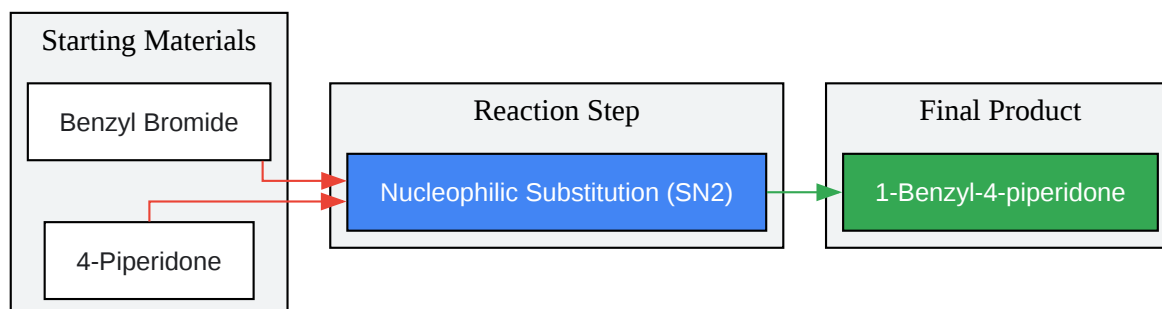 Starting Materials
Benzyl Bromide
4-Piperidone
Reaction Step
Nucleophilic Substitution (SN2)
Final Product
1-Benzyl-4-piperidone